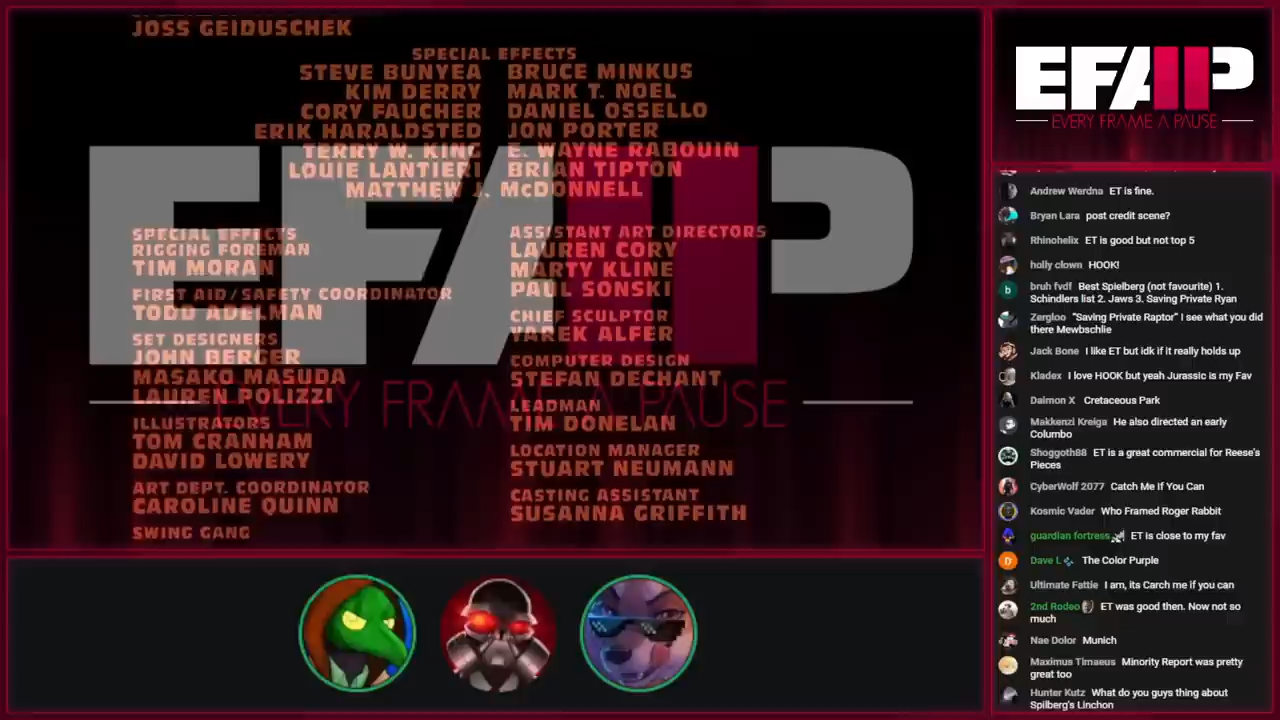 JOSS GEIDUSCHEK
SPECIAL EFFECTS
STEVE BUNYEA BRUCE MINKUS
KIM DERRY MARK T. NOEL
CORY FAUCHER DANIEL OSSELLO
ERIK HARALDSTED JON PORTER
TERRY W. KING E. WAYNE RABOUIN
LOUIE LANTIERI BRIAN TIPTON
MATTHEW J. McDONNELL
SPECIAL EFFECTS
RIGGING FOREMAN
TIM MORAN
FIRST AID/SAFETY COORDINATOR
TODD ADELMAN
SET DESIGNERS
JOHN BERGER
MASAKO MASUDA
LAUREN POLIZZI
ILLUSTRATORS
TOM CRANHAM
DAVID LOWERY
ART DEPT. COORDINATOR
CAROLINE QUINN
SWING GANG
ASSISTANT ART DIRECTORS
LAUREN CORY
MARTY KLINE
PAUL SONSKI
CHIEF SCULPTOR
YAREK ALFER
COMPUTER DESIGN
STEFAN DECHANT
LEADMAN
TIM DONELAN
LOCATION MANAGER
STUART NEUMANN
CASTING ASSISTANT
SUSANNA GRIFFITH
EFAP
EVERY FRAME A PAUSE
EFAP
EVERY FRAME A PAUSE
Andrew Werdna ET is fine.
Bryan Lara post credit scene?
Rhinohelix ET is good but not top 5
holly clown HOOK!
bruh fvdf Best Spielberg (not favourite) 1.
Schindlers list 2. Jaws 3. Saving Private Ryan
Zergloo "Saving Private Raptor" I see what you did
there Mewbschlie
Jack Bone I like ET but idk if it really holds up
Kladex I love HOOK but yeah Jurassic is my Fav
Daimon X Cretaceous Park
Makkenzi Kreiga He also directed an early
Columbo
Shoggoth88 ET is a great commercial for Reese's
Pieces
CyberWolf 2077 Catch Me If You Can
Kosmic Vader Who Framed Roger Rabbit
guardian fortress ET is close to my fav
D
Dave L The Color Purple
Ultimate Fattie I am, its Carch me if you can
2nd Rodeo ET was good then. Now not so
much
Nae Dolor Munich
Maximus Timaeus Minority Report was pretty
great too
Hunter Kutz What do you guys thing about
Spilberg's Linchon